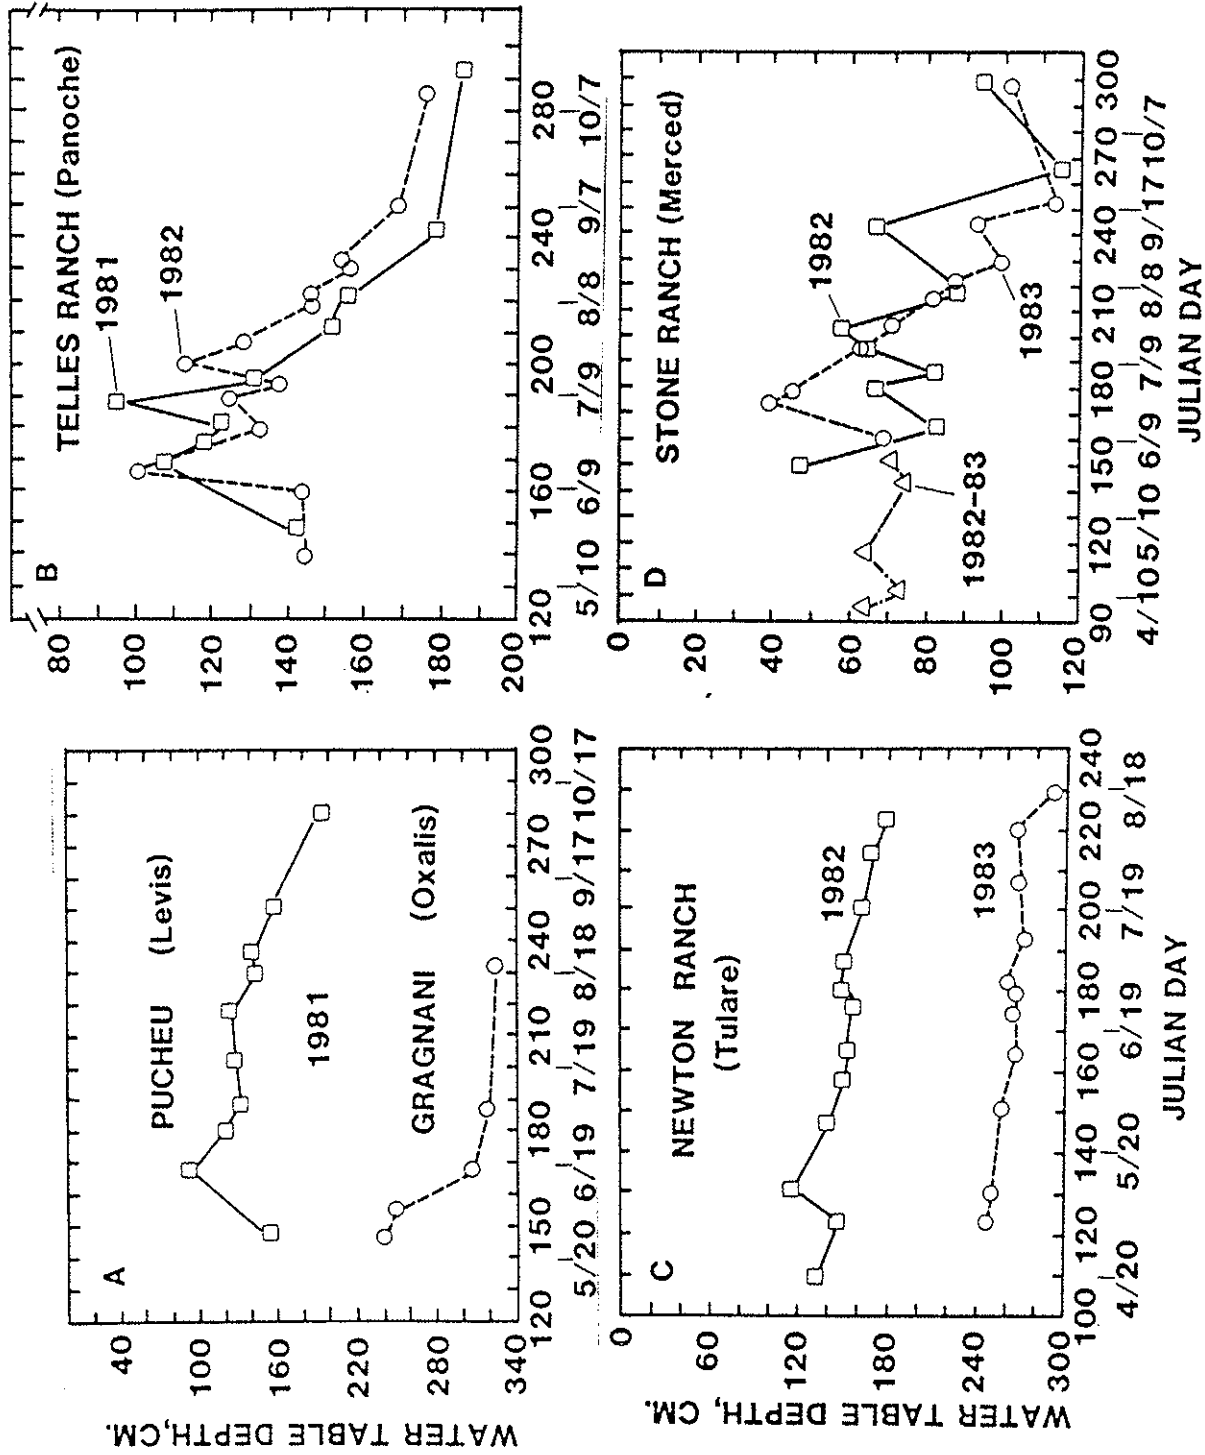 A
PUCHEU (Levis)
1981
GRAGNANI (Oxalis)
40
100
160
220
280
340
WATER TABLE DEPTH, CM.
120 150 180 210 240 270 300
5/20 6/19 7/19 8/18 9/17 10/17
B
TELLES RANCH (Panoche)
1981
1982
80
100
120
140
160
180
200
120 160 200 240 280
5/10 6/9 7/9 8/8 9/7 10/7
C
NEWTON RANCH
(Tulare)
1982
1983
0
60
120
180
240
300
WATER TABLE DEPTH, CM.
100 120 140 160 180 200 220 240
4/20 5/20 6/19 7/19 8/18
JULIAN DAY
D
STONE RANCH (Merced)
1982
1983
1982-83
0
20
40
60
80
100
120
90 120 150 180 210 240 270 300
4/10 5/10 6/9 7/9 8/8 9/17 10/7
JULIAN DAY